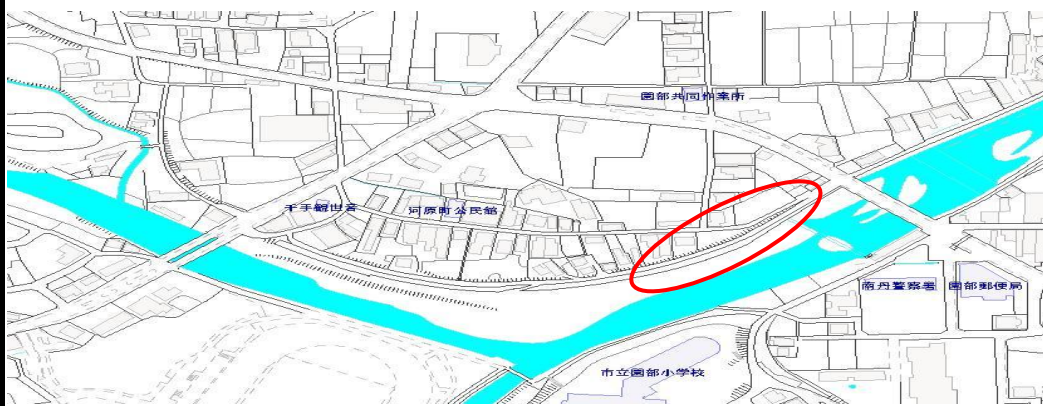 園部共同作業所
千手観世音
河原町公民館
南丹警察署
園部郵便局
市立園部小学校